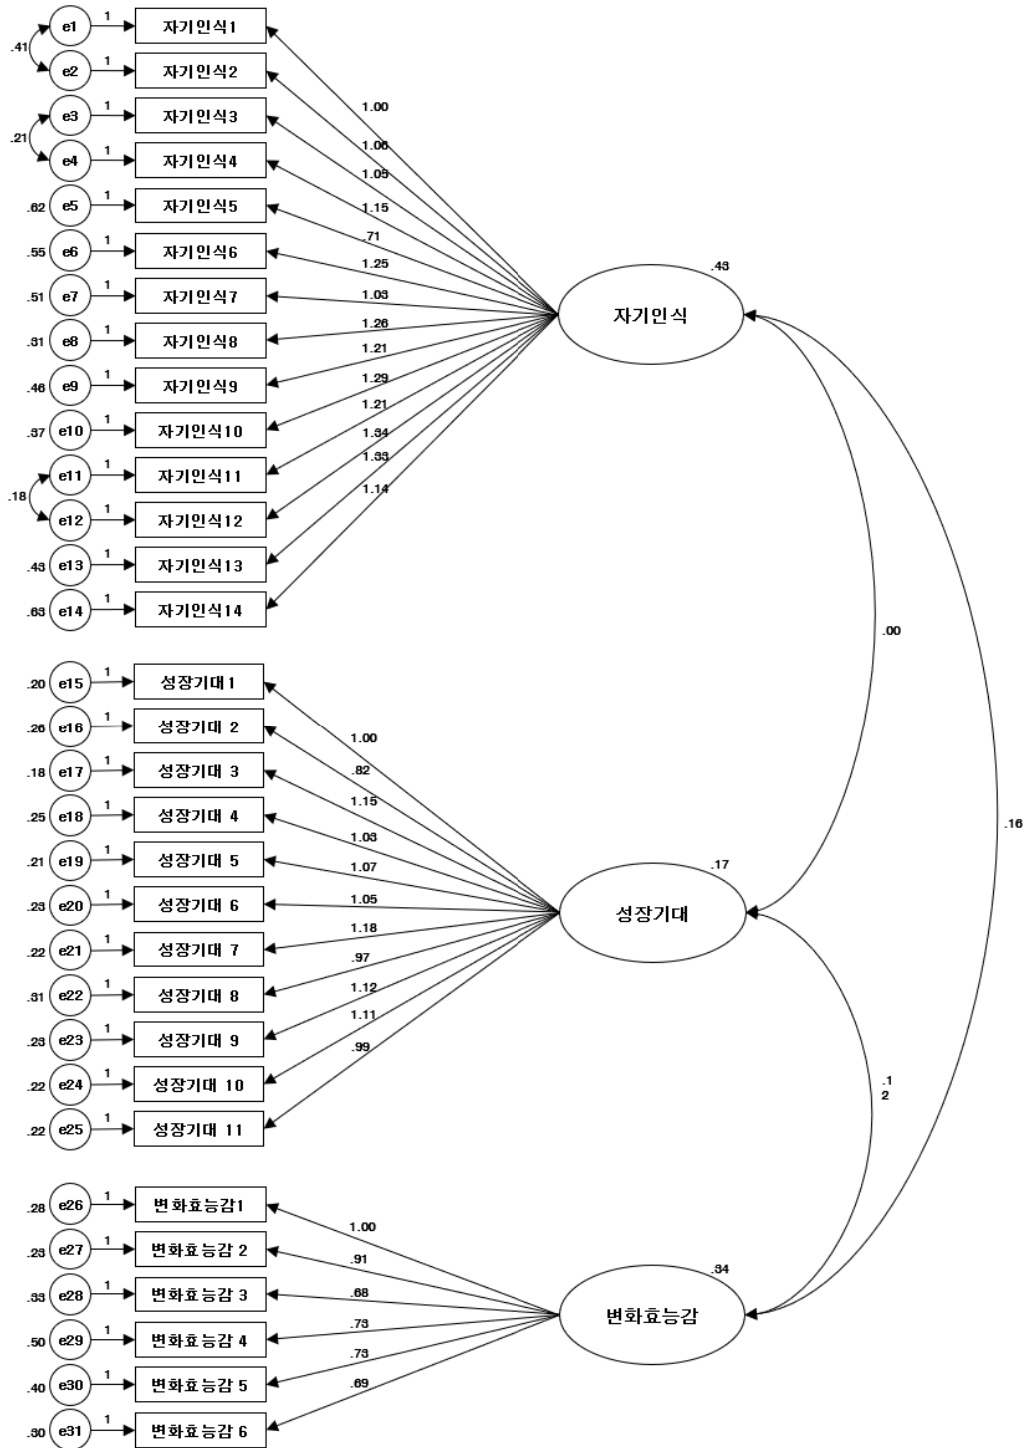 e1 1 자기인식1
.41
e2 1 자기인식2
e3 1 자기인식3
1.00
.21
1.06
e4 1 자기인식4
1.05
.62 e5 1 자기인식5
1.15
.55 e6 1 자기인식6
.71
1.25
.43
.51 e7 1 자기인식7
1.03
자기인식
.31 e8 1 자기인식8
1.26
1.21
.46 e9 1 자기인식9
1.29
.37 e10 1 자기인식10
1.21
1.34
e11 1 자기인식11
1.33
.18
1.14
e12 1 자기인식12
.43 e13 1 자기인식13
.63 e14 1 자기인식14
.00
.20 e15 1 성장기대1
.26 e16 1 성장기대 2
1.00
.18 e17 1 성장기대 3
.82
1.15
.25 e18 1 성장기대 4
.16
1.03
.21 e19 1 성장기대 5
1.07
.17
.23 e20 1 성장기대 6
1.05
성장기대
.22 e21 1 성장기대 7
1.18
.97
.31 e22 1 성장기대 8
1.12
.23 e23 1 성장기대 9
1.11
.99
.22 e24 1 성장기대 10
.1
2
.22 e25 1 성장기대 11
.28 e26 1 변화효능감1
1.00
.23 e27 1 변화효능감 2
.91
.34
.33 e28 1 변화효능감 3
.68
변화효능감
.50 e29 1 변화효능감 4
.73
.73
.40 e30 1 변화효능감 5
.69
.30 e31 1 변화효능감 6